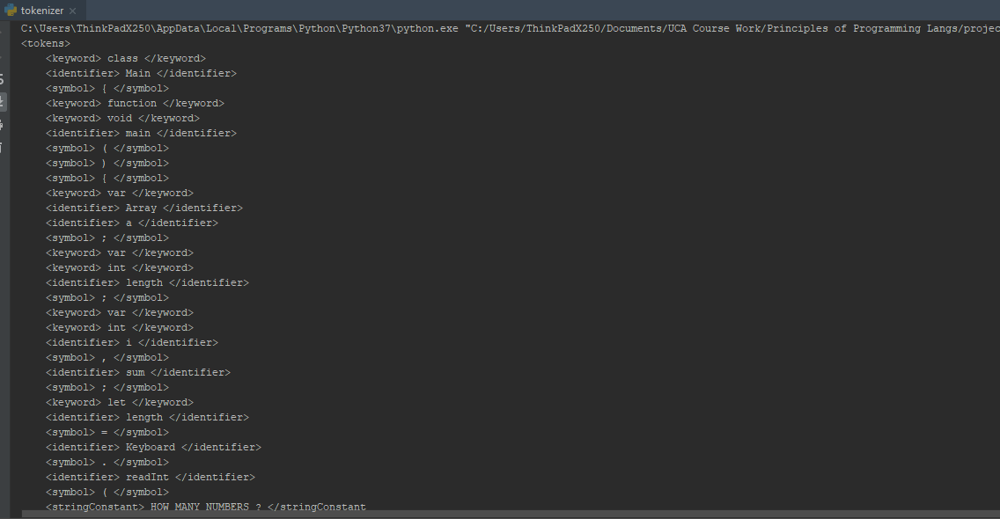 tokenizer
C:\Users\ThinkPadX250\AppData\Local\Programs\Python\Python37\python.exe "C:/Users/ThinkPadX250/Documents/UCA Course Work/Principles of Programming Langs/projec
<tokens>
<keyword> class </keyword>
<identifier> Main </identifier>
<symbol> { </symbol>
<keyword> function </keyword>
<keyword> void </keyword>
<identifier> main </identifier>
<symbol> ( </symbol>
<symbol> ) </symbol>
<symbol> { </symbol>
<keyword> var </keyword>
<identifier> Array </identifier>
<identifier> a </identifier>
<symbol> ; </symbol>
<keyword> var </keyword>
<keyword> int </keyword>
<identifier> length </identifier>
<symbol> ; </symbol>
<keyword> var </keyword>
<keyword> int </keyword>
<identifier> i </identifier>
<symbol> , </symbol>
<identifier> sum </identifier>
<symbol> ; </symbol>
<keyword> let </keyword>
<identifier> length </identifier>
<symbol> = </symbol>
<identifier> Keyboard </identifier>
<symbol> . </symbol>
<identifier> readInt </identifier>
<symbol> ( </symbol>
<stringConstant> HOW MANY NUMBERS ? </stringConstant